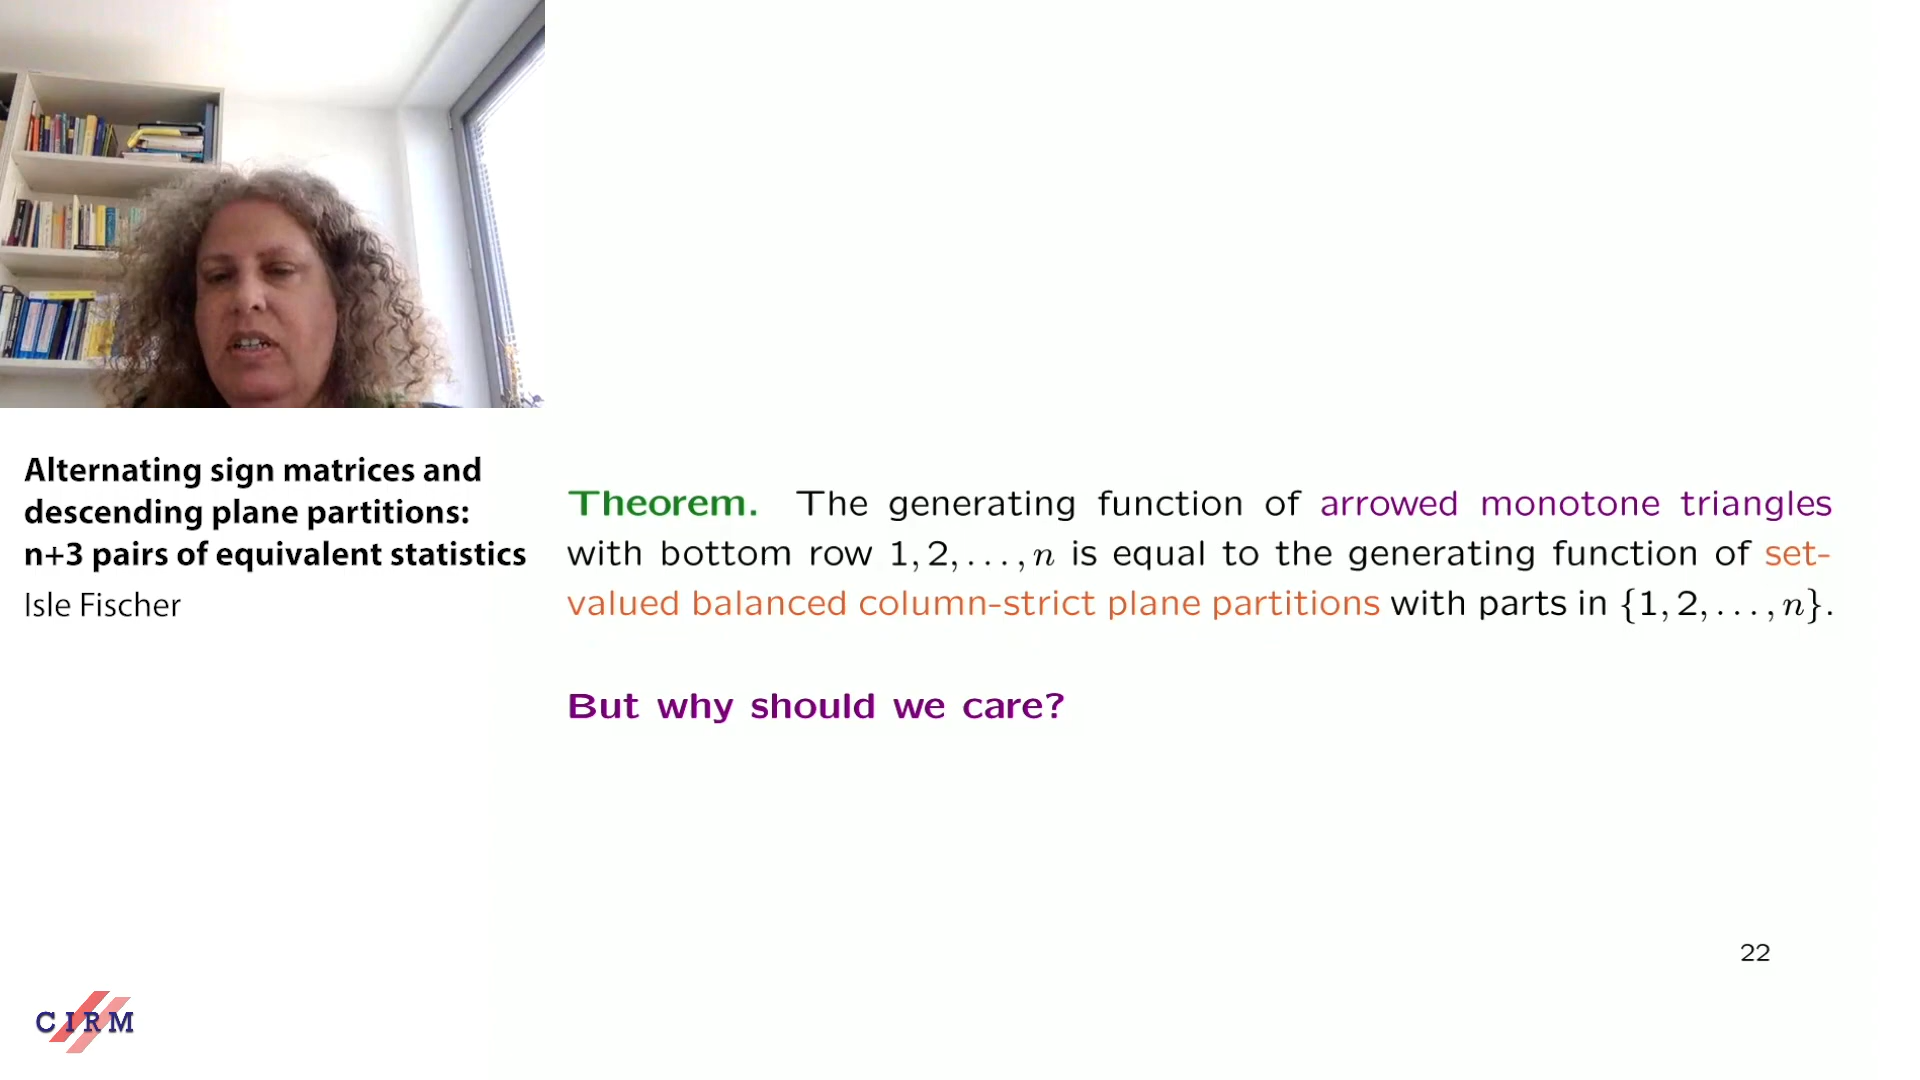 Alternating sign matrices and
descending plane partitions:
n+3 pairs of equivalent statistics
Isle Fischer
Theorem. The generating function of arrowed monotone triangles
with bottom row 1, 2, . . . , n is equal to the generating function of set-
valued balanced column-strict plane partitions with parts in {1, 2, . . . , n}.
But why should we care?
22
CIRM